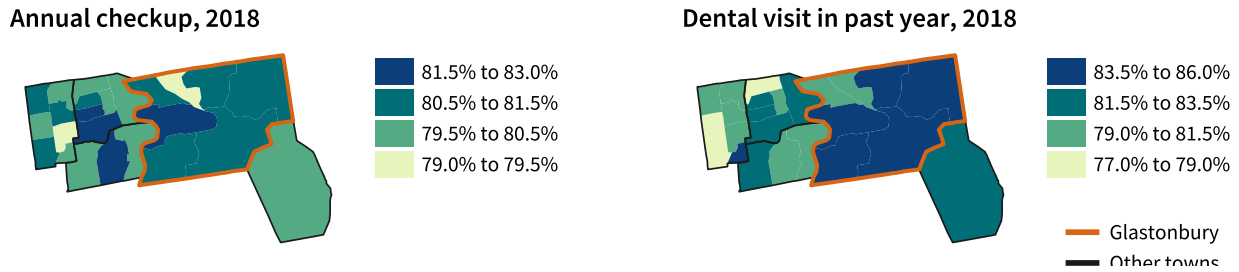 Annual checkup, 2018
81.5% to 83.0%
80.5% to 81.5%
79.5% to 80.5%
79.0% to 79.5%
Dental visit in past year, 2018
83.5% to 86.0%
81.5% to 83.5%
79.0% to 81.5%
77.0% to 79.0%
Glastonbury
Other towns